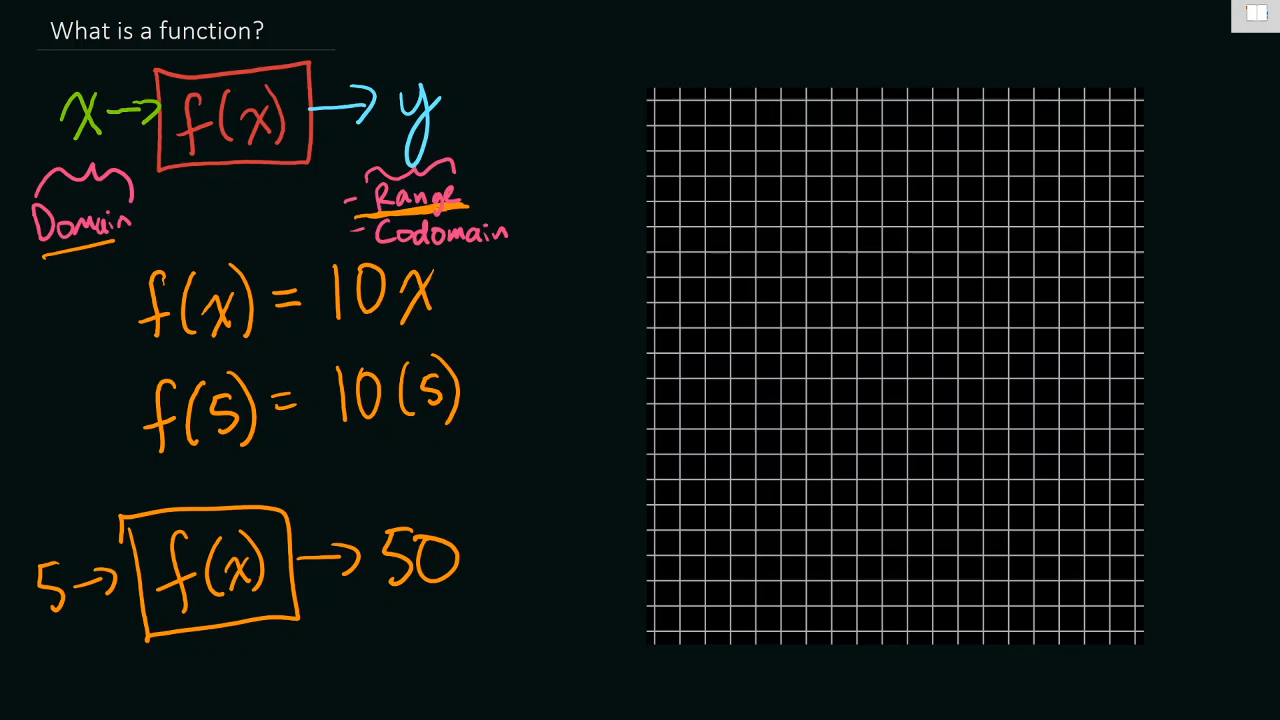 What is a function?
x → f(x) → y
Domain
- Range
- Codomain
f(x) = 10x
f(5) = 10(5)
5 → f(x) → 50